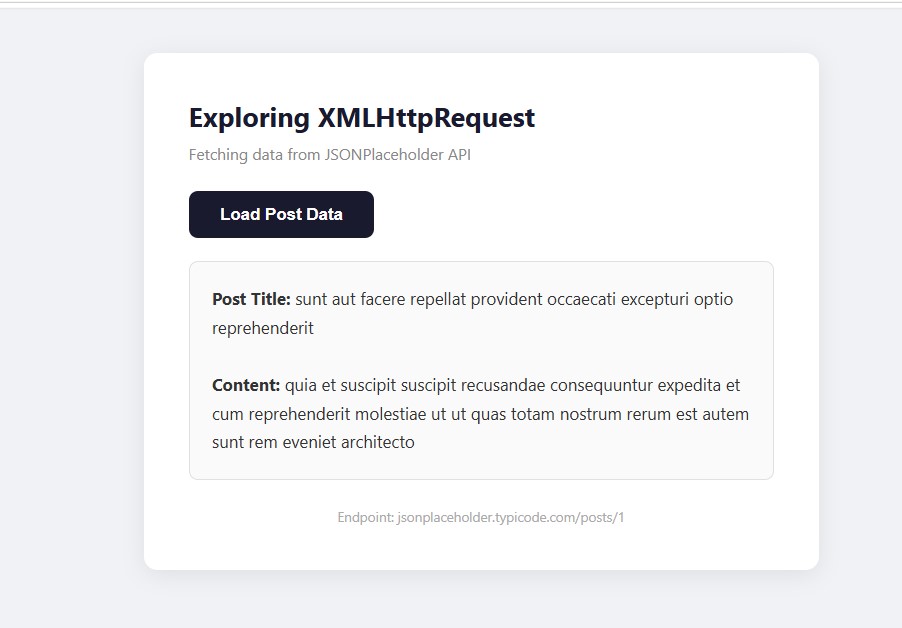 Exploring XMLHttpRequest
Fetching data from JSONPlaceholder API
Load Post Data
Post Title: sunt aut facere repellat provident occaecati excepturi optio
reprehenderit
Content: quia et suscipit suscipit recusandae consequuntur expedita et
cum reprehenderit molestiae ut ut quas totam nostrum rerum est autem
sunt rem eveniet architecto
Endpoint: jsonplaceholder.typicode.com/posts/1